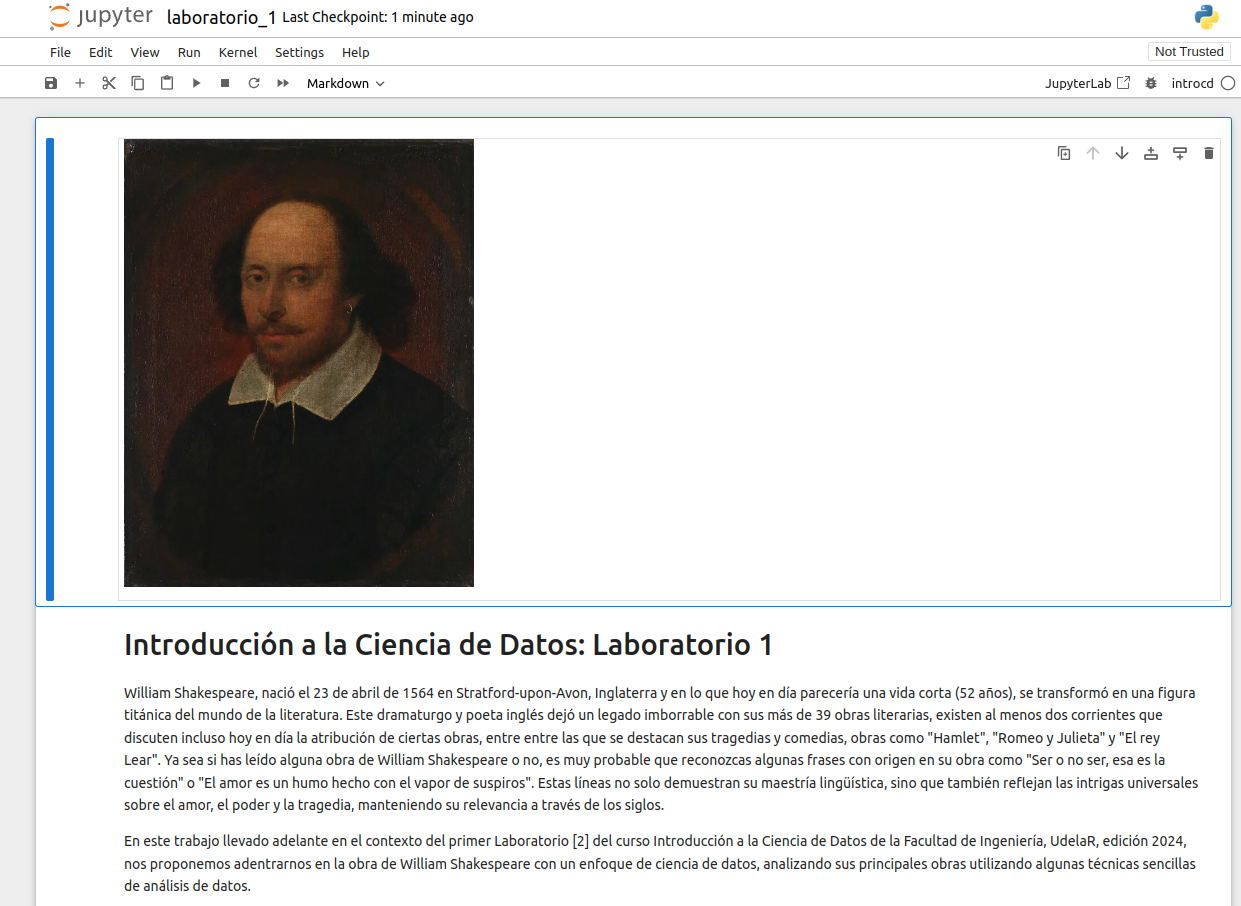 jupyter laboratorio_1 Last Checkpoint: 1 minute ago
File Edit View Run Kernel Settings Help Not Trusted
Markdown JupyterLab introcd
Introducción a la Ciencia de Datos: Laboratorio 1
William Shakespeare, nació el 23 de abril de 1564 en Stratford-upon-Avon, Inglaterra y en lo que hoy en día parecería una vida corta (52 años), se transformó en una figura
titánica del mundo de la literatura. Este dramaturgo y poeta inglés dejó un legado imborrable con sus más de 39 obras literarias, existen al menos dos corrientes que
discuten incluso hoy en día la atribución de ciertas obras, entre entre las que se destacan sus tragedias y comedias, obras como "Hamlet", "Romeo y Julieta" y "El rey
Lear". Ya sea si has leído alguna obra de William Shakespeare o no, es muy probable que reconozcas algunas frases con origen en su obra como "Ser o no ser, esa es la
cuestión" o "El amor es un humo hecho con el vapor de suspiros". Estas líneas no solo demuestran su maestría lingüística, sino que también reflejan las intrigas universales
sobre el amor, el poder y la tragedia, manteniendo su relevancia a través de los siglos.
En este trabajo llevado adelante en el contexto del primer Laboratorio [2] del curso Introducción a la Ciencia de Datos de la Facultad de Ingeniería, UdelaR, edición 2024,
nos proponemos adentrarnos en la obra de William Shakespeare con un enfoque de ciencia de datos, analizando sus principales obras utilizando algunas técnicas sencillas
de análisis de datos.